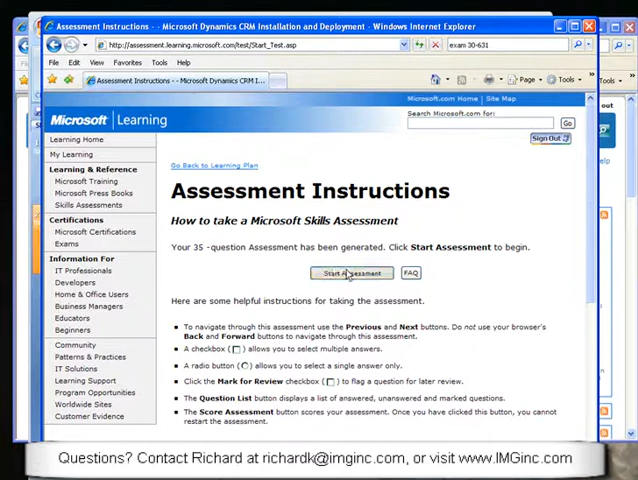 Assessment Instructions - - Microsoft Dynamics CRM Installation and Deployment - Windows Internet Explorer
http://assessment.learning.microsoft.com/test/Start_Test.asp
exam 30-631
File Edit View Favorites Tools Help
Assessment Instructions - - Microsoft Dynamics CRM I...
Page Tools
Microsoft.com Home | Site Map
Microsoft | Learning
Search Microsoft.com for:
Go
Sign Out
Learning Home
My Learning
Learning & Reference
Microsoft Training
Microsoft Press Books
Skills Assessments
Certifications
Microsoft Certifications
Exams
Information For
IT Professionals
Developers
Home & Office Users
Business Managers
Educators
Beginners
Community
Patterns & Practices
IT Solutions
Learning Support
Program Opportunities
Worldwide Sites
Customer Evidence
Go Back to Learning Plan
Assessment Instructions
How to take a Microsoft Skills Assessment
Your 35 -question Assessment has been generated. Click Start Assessment to begin.
Start Assessment FAQ
Here are some helpful instructions for taking the assessment.
To navigate through this assessment use the Previous and Next buttons. Do not use your browser's
Back and Forward buttons to navigate through this assessment.
A checkbox ( ) allows you to select multiple answers.
A radio button ( ) allows you to select a single answer only.
Click the Mark for Review checkbox ( ) to flag a question for later review.
The Question List button displays a list of answered, unanswered and marked questions.
The Score Assessment button scores your assessment. Once you have clicked this button, you cannot
restart the assessment.
out
elp
Questions? Contact Richard at richardk@imginc.com, or visit www.IMGinc.com